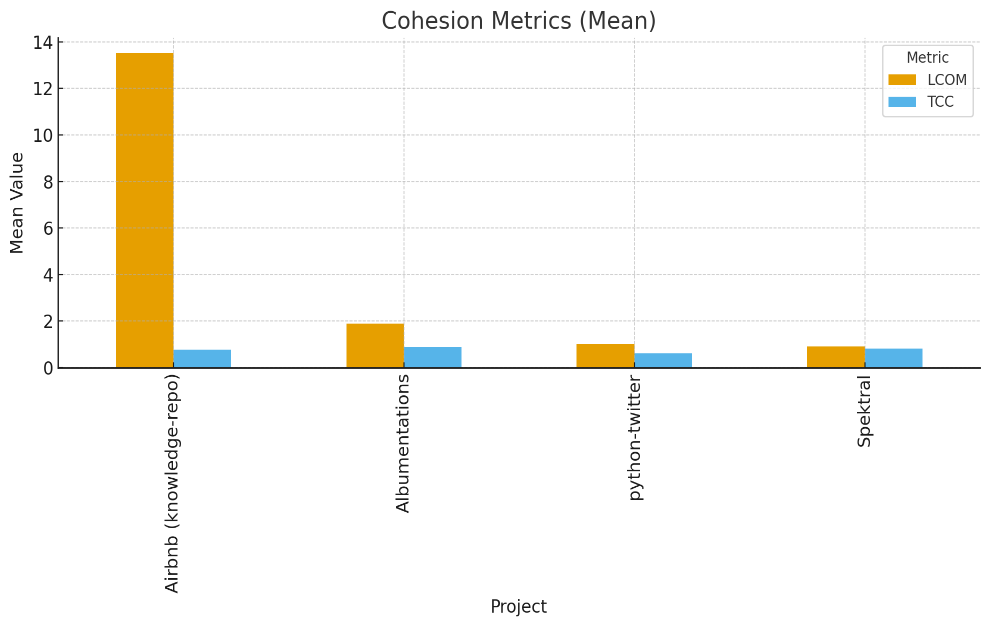 Cohesion Metrics (Mean)
14
12
10
8
6
4
2
0
Mean Value
Metric
LCOM
TCC
Airbnb (knowledge-repo)
Albumentations
python-twitter
Spektral
Project